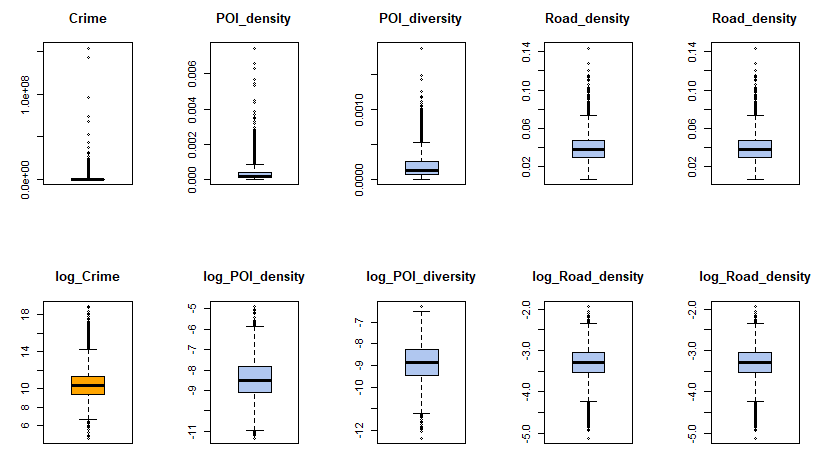 Crime POI_density POI_diversity Road_density Road_density
0.0e+00 1.0e+08
0.000 0.002 0.004 0.006
0.0000 0.0010
0.02 0.06 0.10 0.14
0.02 0.06 0.10 0.14
log_Crime log_POI_density log_POI_diversity log_Road_density log_Road_density
6 8 10 14 18
-11 -9 -8 -7 -6 -5
-12 -10 -9 -8 -7
-5.0 -4.0 -3.0 -2.0
-5.0 -4.0 -3.0 -2.0